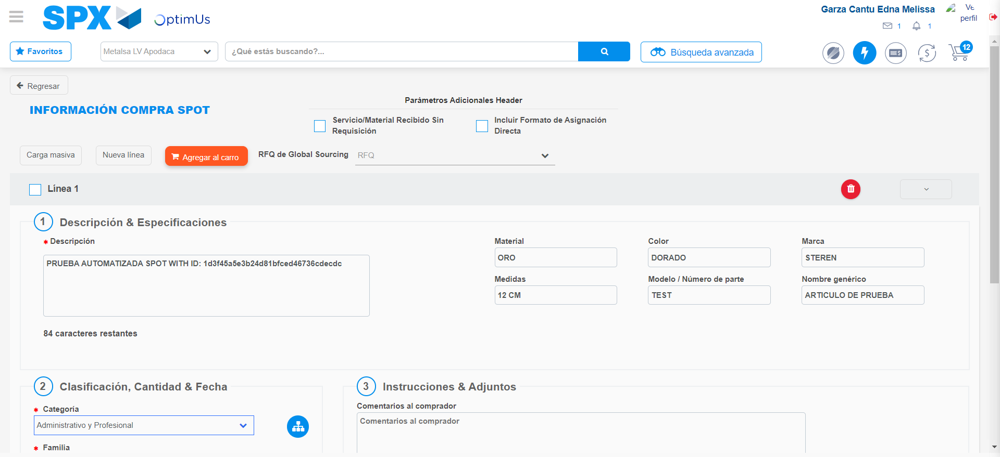 SPX
OptimUs
Garza Cantu Edna Melissa
Ve
perfil
1
1
Favoritos
Metalsa LV Apodaca
¿Qué estás buscando?...
Búsqueda avanzada
12
Regresar
INFORMACIÓN COMPRA SPOT
Parámetros Adicionales Header
Servicio/Material Recibido Sin
Requisición
Incluir Formato de Asignación
Directa
Carga masiva
Nueva línea
Agregar al carro
RFQ de Global Sourcing
RFQ
Línea 1
1
Descripción & Especificaciones
* Descripción
PRUEBA AUTOMATIZADA SPOT WITH ID: 1d3f45a5e3b24d81bfced46736cdecdc
84 caracteres restantes
Material
Color
Marca
ORO
DORADO
STEREN
Medidas
Modelo / Número de parte
Nombre genérico
12 CM
TEST
ARTICULO DE PRUEBA
2
Clasificación, Cantidad & Fecha
* Categoría
Administrativo y Profesional
* Familia
3
Instrucciones & Adjuntos
Comentarios al comprador
Comentarios al comprador